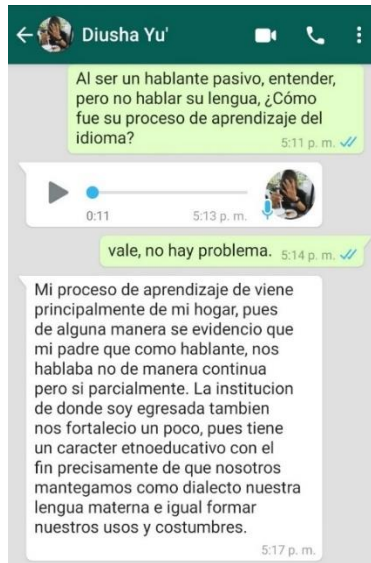 Diusha Yu'
Al ser un hablante pasivo, entender,
pero no hablar su lengua, ¿Cómo
fue su proceso de aprendizaje del
idioma?
5:11 p. m.
0:11
5:13 p. m.
vale, no hay problema.
5:14 p. m.
Mi proceso de aprendizaje de viene
principalmente de mi hogar, pues
de alguna manera se evidencio que
mi padre que como hablante, nos
hablaba no de manera continua
pero si parcialmente. La institucion
de donde soy egresada tambien
nos fortalecio un poco, pues tiene
un caracter etnoeducativo con el
fin precisamente de que nosotros
mantegamos como dialecto nuestra
lengua materna e igual formar
nuestros usos y costumbres.
5:17 p. m.